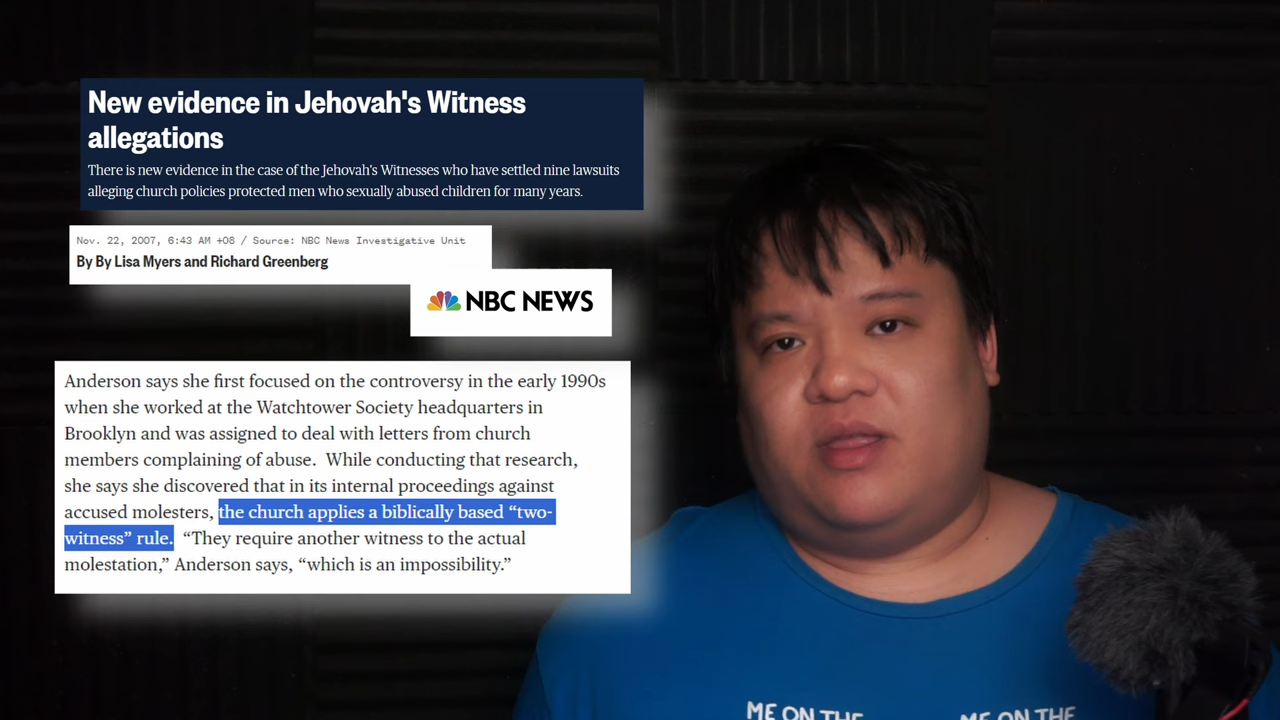 New evidence in Jehovah's Witness
allegations
There is new evidence in the case of the Jehovah's Witnesses who have settled nine lawsuits
alleging church policies protected men who sexually abused children for many years.
Nov. 22, 2007, 6:43 AM +08 / Source: NBC News Investigative Unit
By By Lisa Myers and Richard Greenberg
NBC NEWS
Anderson says she first focused on the controversy in the early 1990s
when she worked at the Watchtower Society headquarters in
Brooklyn and was assigned to deal with letters from church
members complaining of abuse.  While conducting that research,
she says she discovered that in its internal proceedings against
accused molesters, the church applies a biblically based “two-
witness” rule.  “They require another witness to the actual
molestation,” Anderson says, “which is an impossibility.”
ME ON THE
ME ON THE